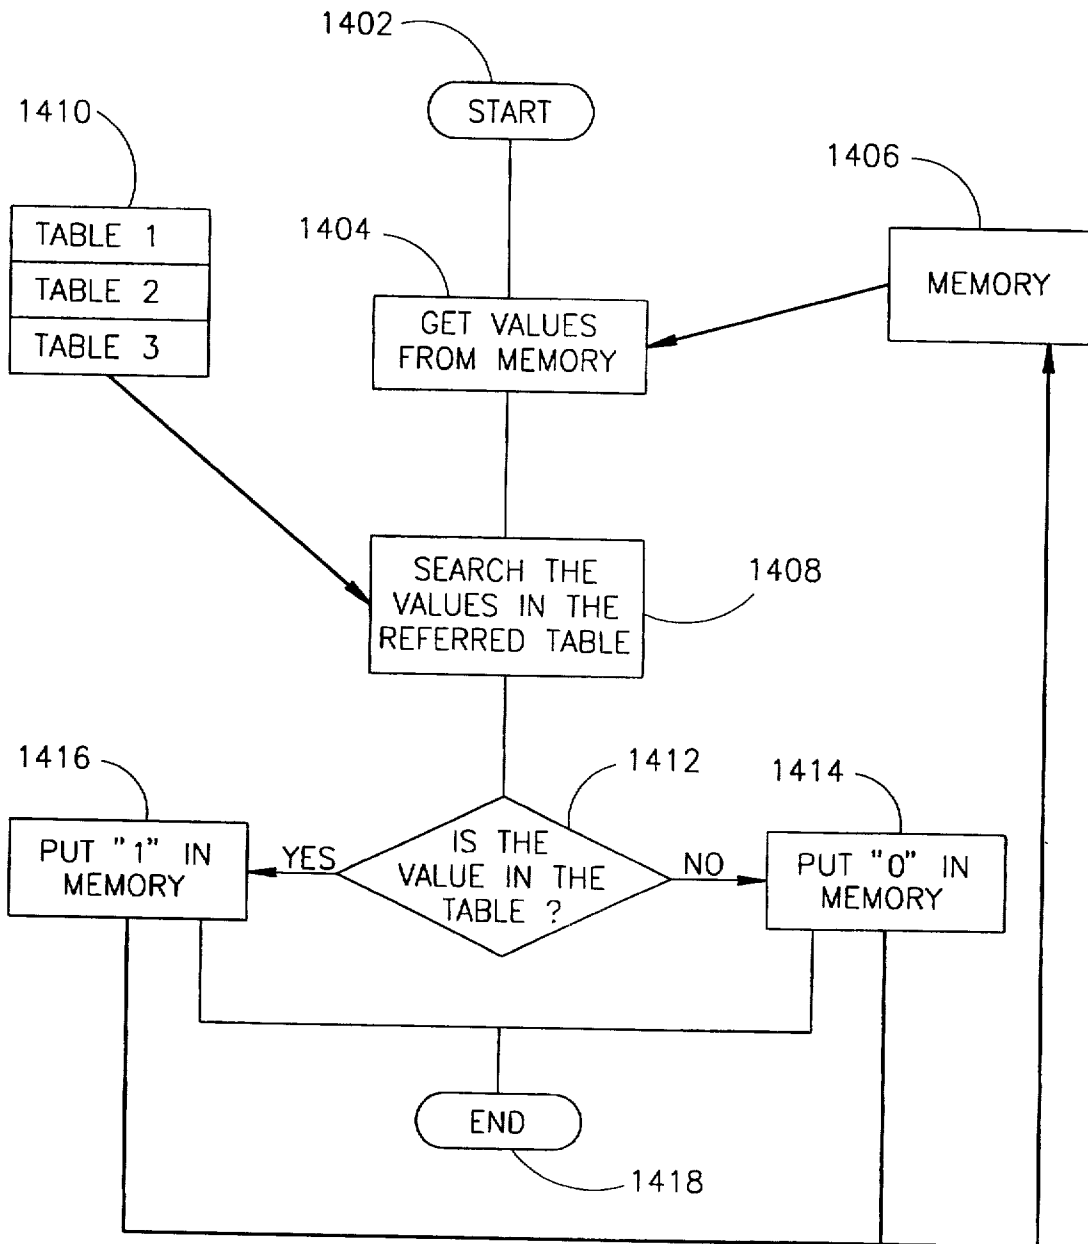 1402
START
1410
1406
TABLE 1
TABLE 2
TABLE 3
1404
GET VALUES
FROM MEMORY
MEMORY
SEARCH THE
VALUES IN THE
REFERRED TABLE
1408
1416
1412
1414
PUT "1" IN
MEMORY
YES
IS THE
VALUE IN THE
TABLE ?
NO
PUT "0" IN
MEMORY
END
1418